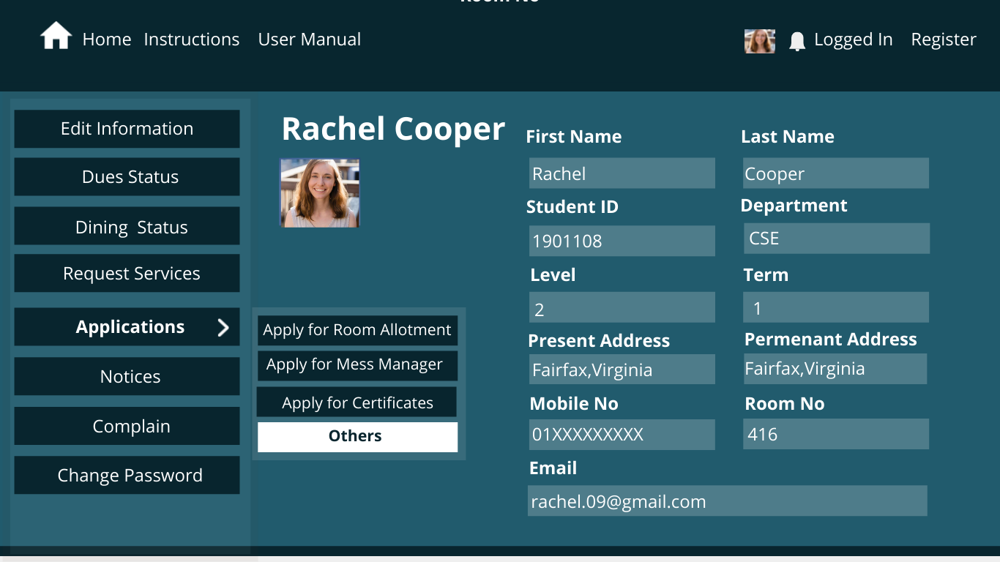 Room No
Home Instructions User Manual Logged In Register
Edit Information
Dues Status
Dining Status
Request Services
Applications
Notices
Complain
Change Password
Apply for Room Allotment
Apply for Mess Manager
Apply for Certificates
Others
Rachel Cooper
First Name
Rachel
Last Name
Cooper
Student ID
1901108
Department
CSE
Level
2
Term
1
Present Address
Fairfax,Virginia
Permenant Address
Fairfax,Virginia
Mobile No
01XXXXXXXXX
Room No
416
Email
rachel.09@gmail.com